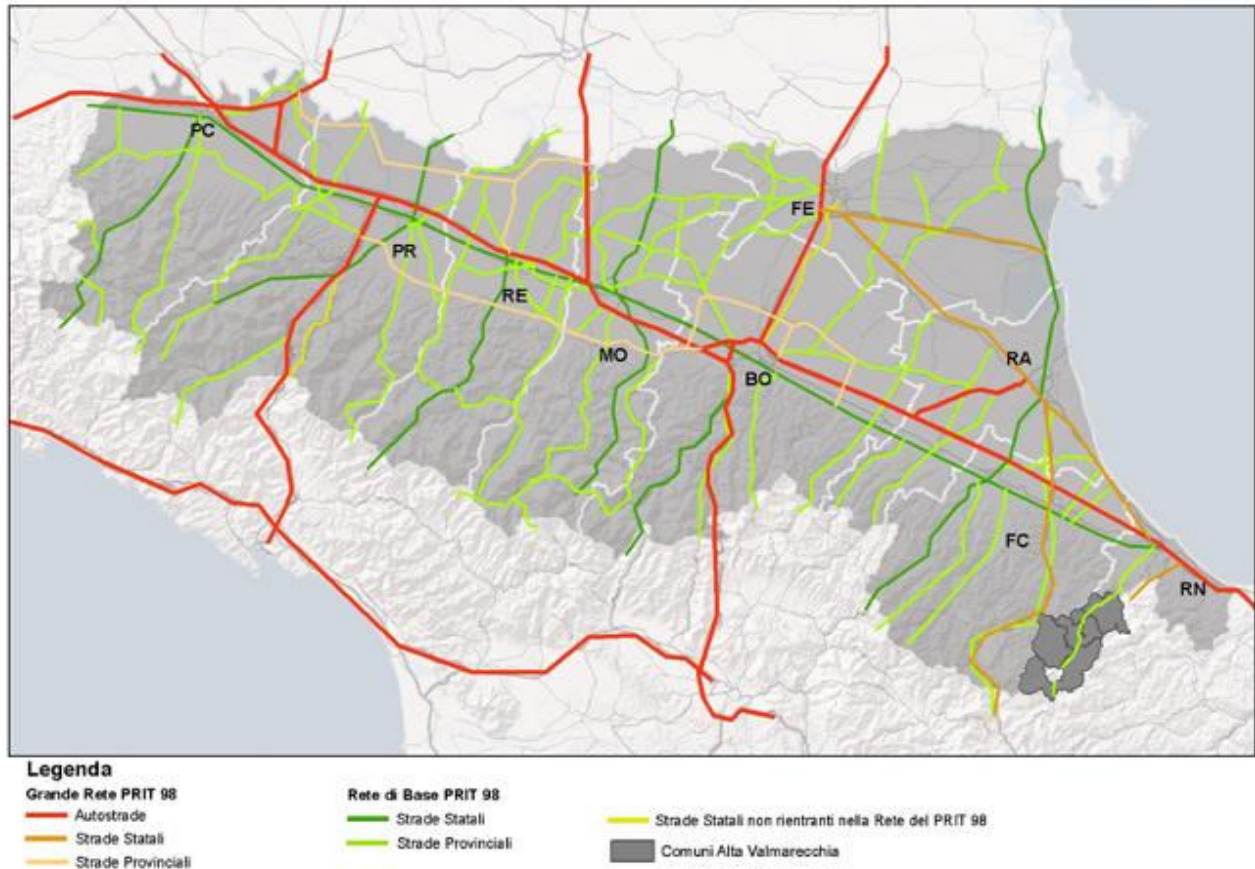 PC
FE
PR
RE
MO
RA
BO
FC
RN
Legenda
Grande Rete PRIT 98
Autostrade
Strade Statali
Strade Provinciali
Rete di Base PRIT 98
Strade Statali
Strade Provinciali
Strade Statali non rientranti nella Rete del PRIT 98
Comuni Alta Valmarecchia